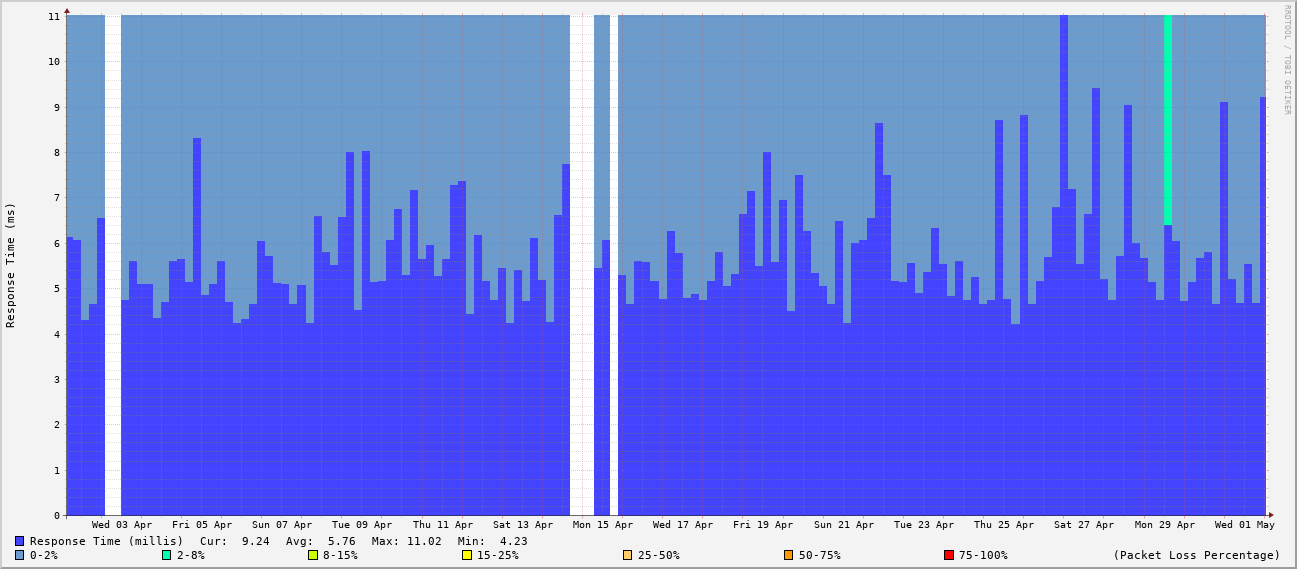 11
10
9
8
7
6
5
4
3
2
1
0
Response Time (ms)
RRDTOOL / TOBI OETIKER
Wed 03 Apr Fri 05 Apr Sun 07 Apr Tue 09 Apr Thu 11 Apr Sat 13 Apr Mon 15 Apr Wed 17 Apr Fri 19 Apr Sun 21 Apr Tue 23 Apr Thu 25 Apr Sat 27 Apr Mon 29 Apr Wed 01 May
Response Time (millis) Cur: 9.24 Avg: 5.76 Max: 11.02 Min: 4.23
0-2% 2-8% 8-15% 15-25% 25-50% 50-75% 75-100% (Packet Loss Percentage)